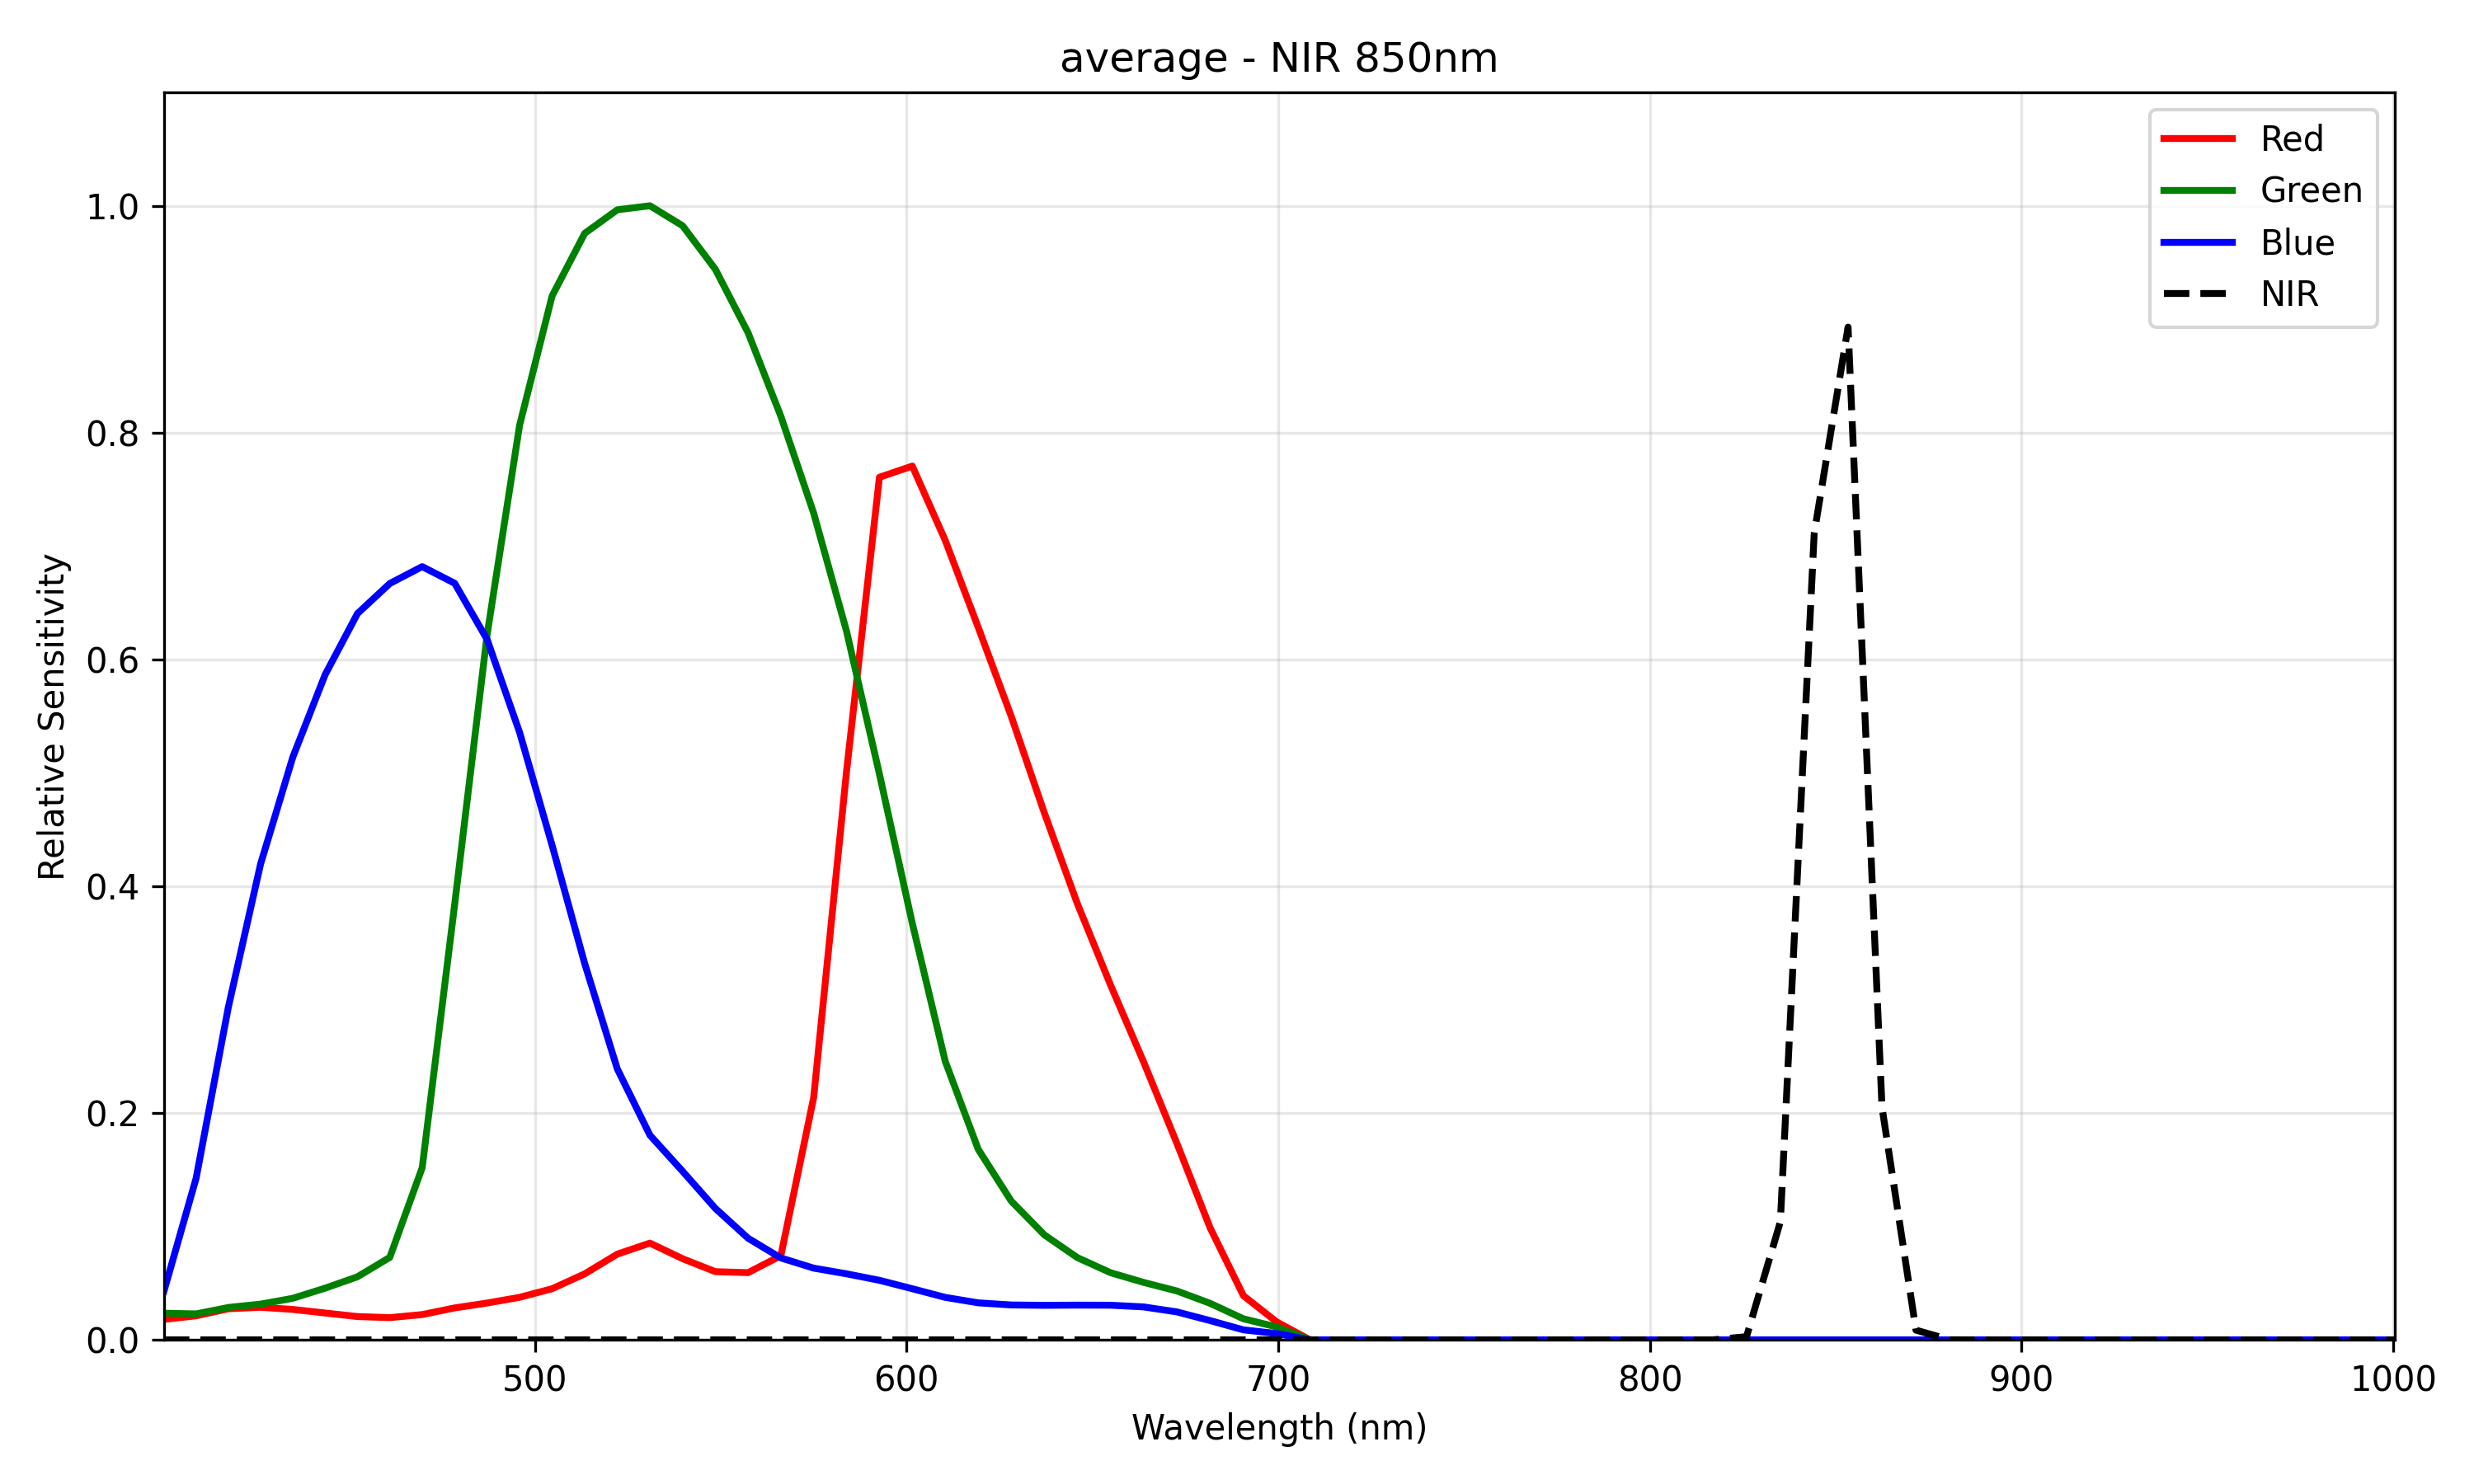 average - NIR 850nm
Red
Green
Blue
NIR
1.0
0.8
0.6
0.4
0.2
0.0
Relative Sensitivity
500
600
700
800
900
1000
Wavelength (nm)